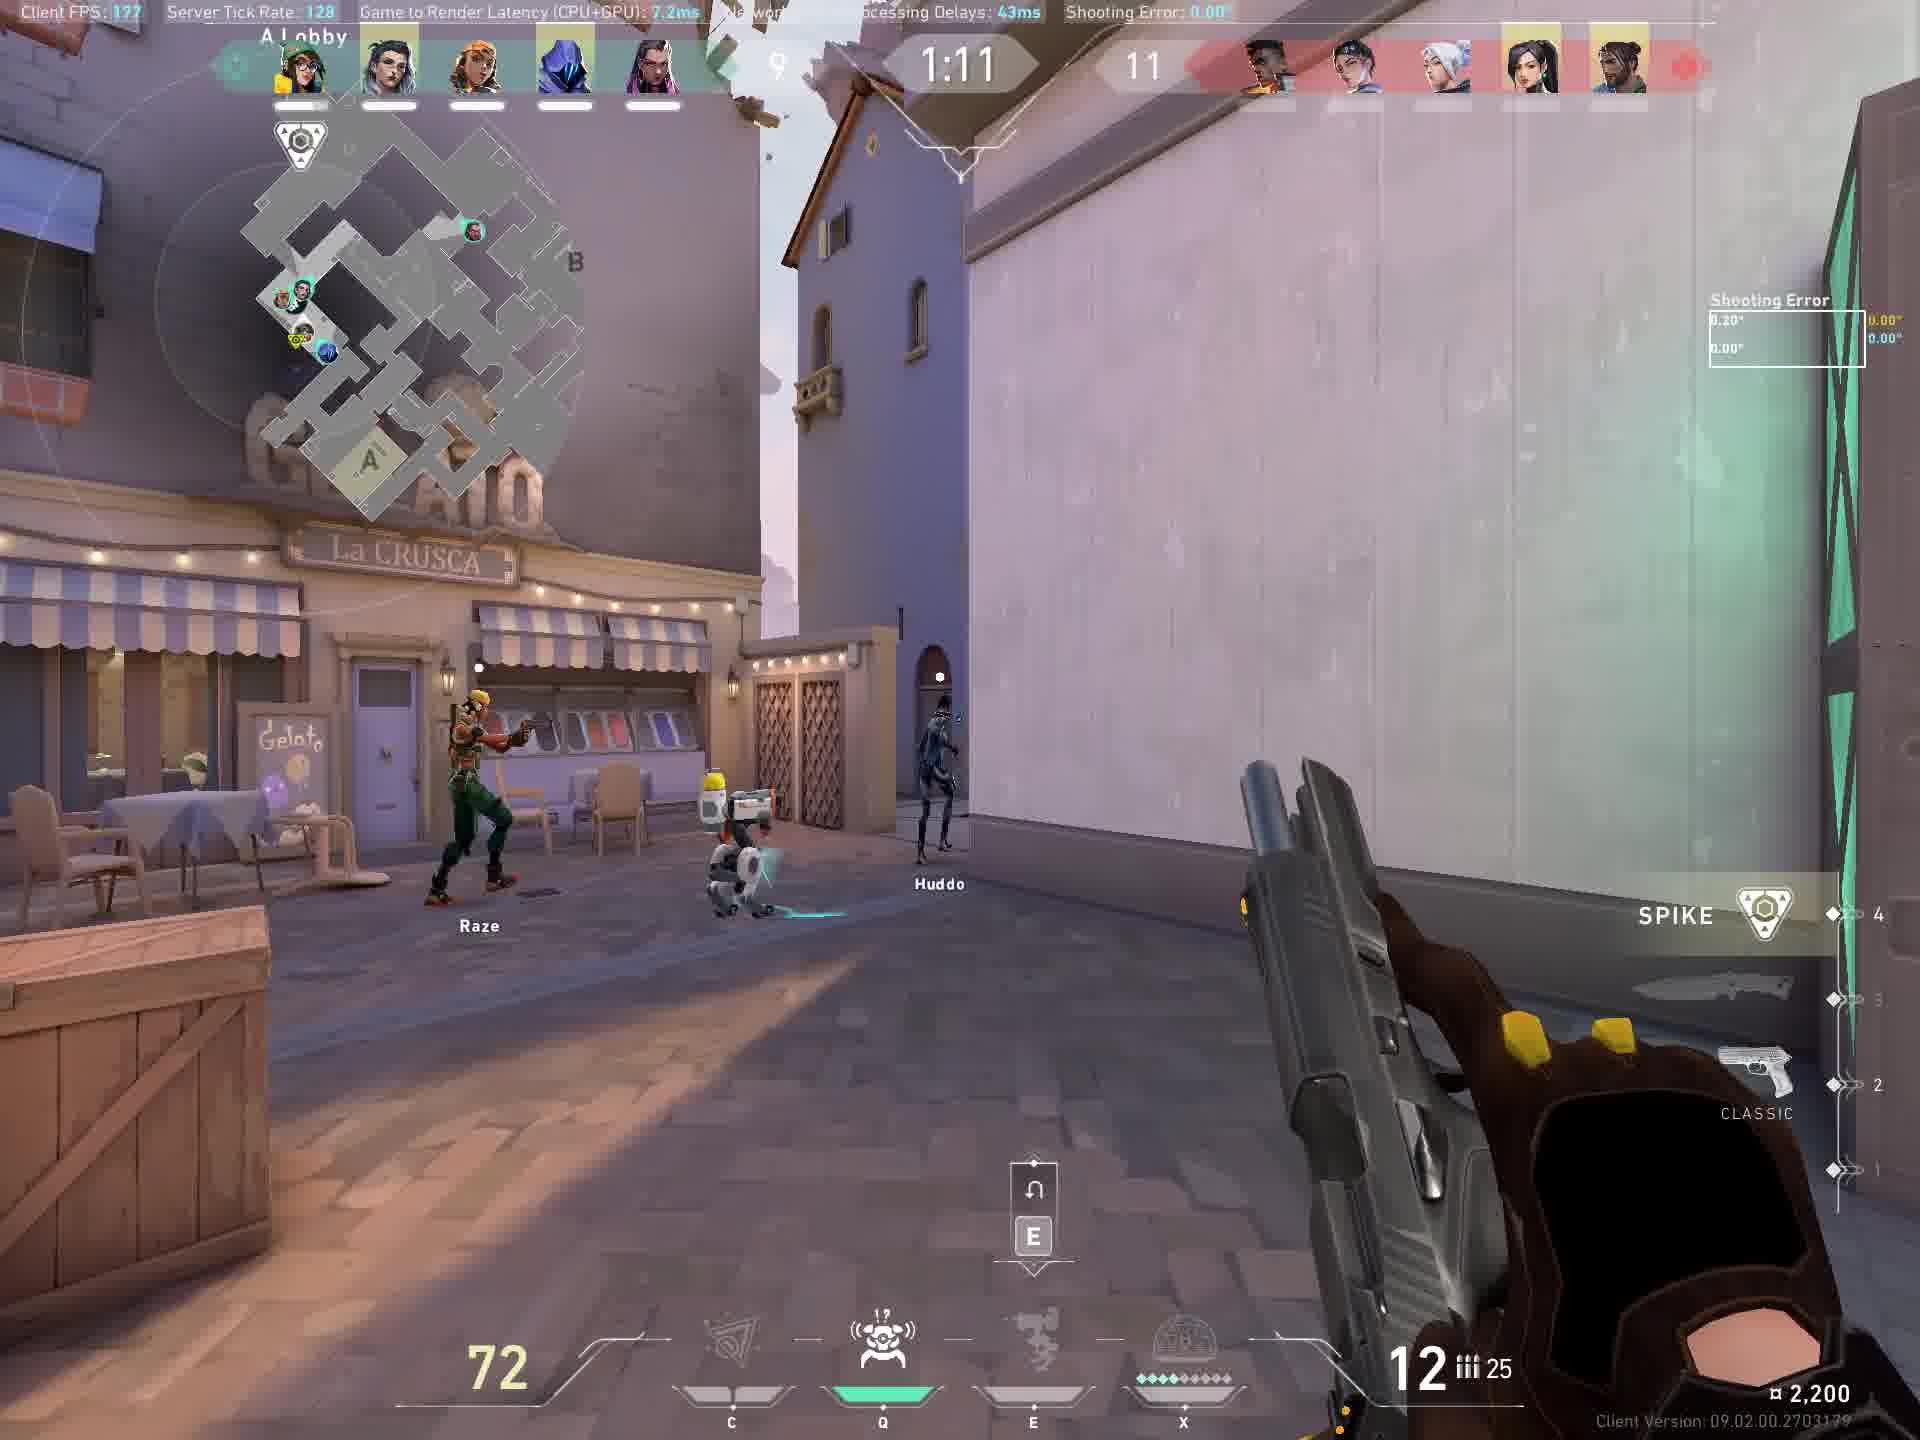 Client FPS: 177 Server Tick Rate: 128 Game to Render Latency (CPU+GPU): 7.2ms ocessing Delays: 43ms Shooting Error: 0.00°
A Lobby
9 1:11 11
B
A
Shooting Error
0.20° 0.00°
0.00° 0.00°
La CRUSCA
Gelato
Raze
Huddo
SPIKE 4
3
2
CLASSIC
1
E
72
12 25
C Q E X
¤ 2,200
Client Version: 09.02.00.2703179